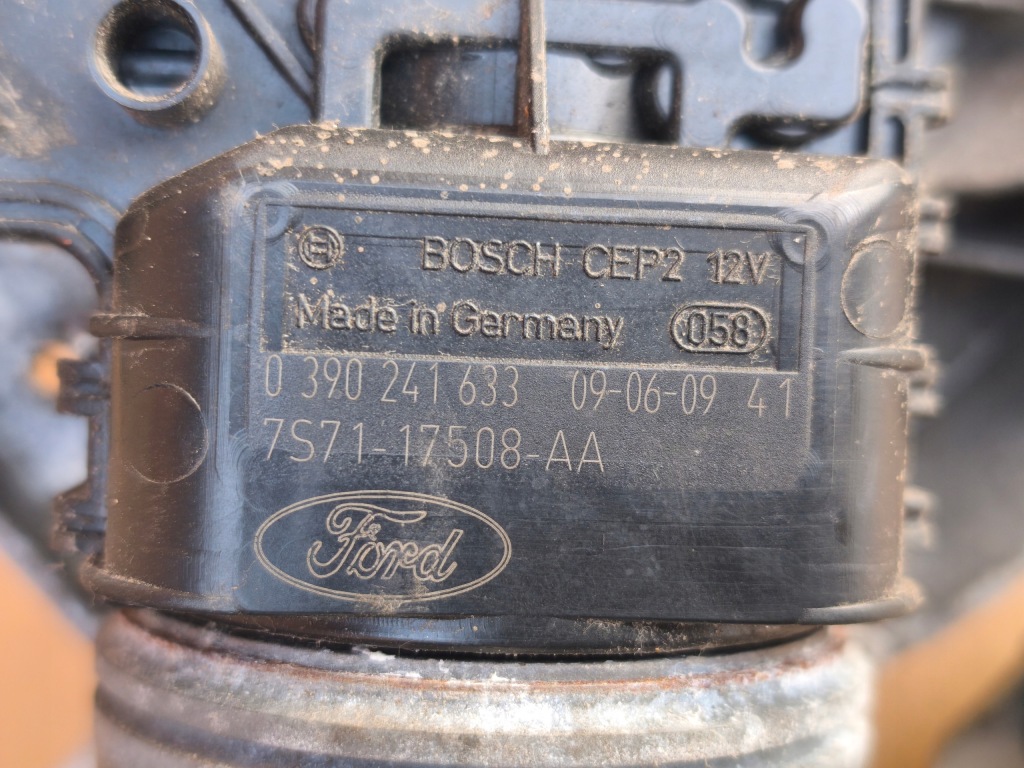 BOSCH CEP2 12V
Made in Germany 058
0 390 241 633 09-06-09 41
7S71-17508-AA
Ford